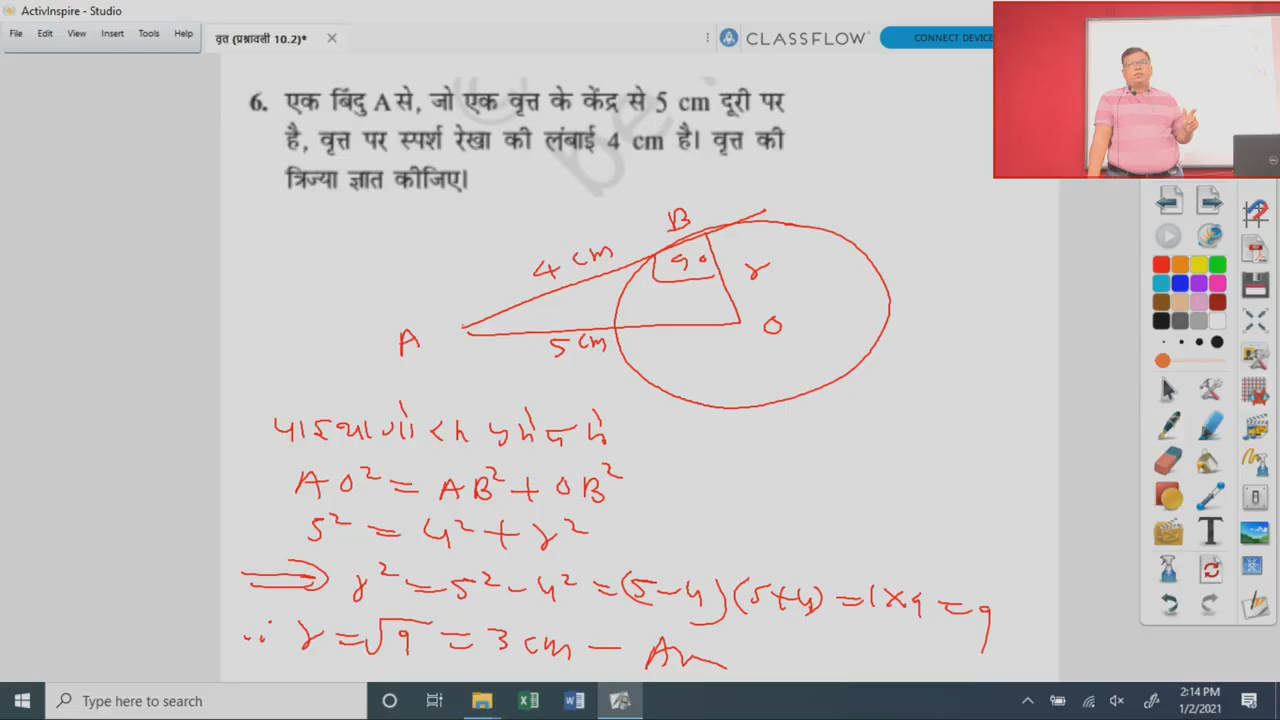 ActivInspire - Studio
File Edit View Insert Tools Help
वृत (प्रश्नावली 10.2)*
CLASSFLOW
CONNECT DEVICE
6. एक बिंदु A से, जो एक वृत्त के केंद्र से 5 cm दूरी पर
है, वृत्त पर स्पर्श रेखा की लंबाई 4 cm है। वृत्त की
त्रिज्या ज्ञात कीजिए।
B
4 cm
90
r
A
5 cm
O
AO² = AB² + OB²
5² = 4² + r²
⟹ r² = 5² - 4² = (5-4)(5+4) = 1×9 = 9
∴ r = √9 = 3 cm - Ans
Type here to search
2:14 PM
1/2/2021